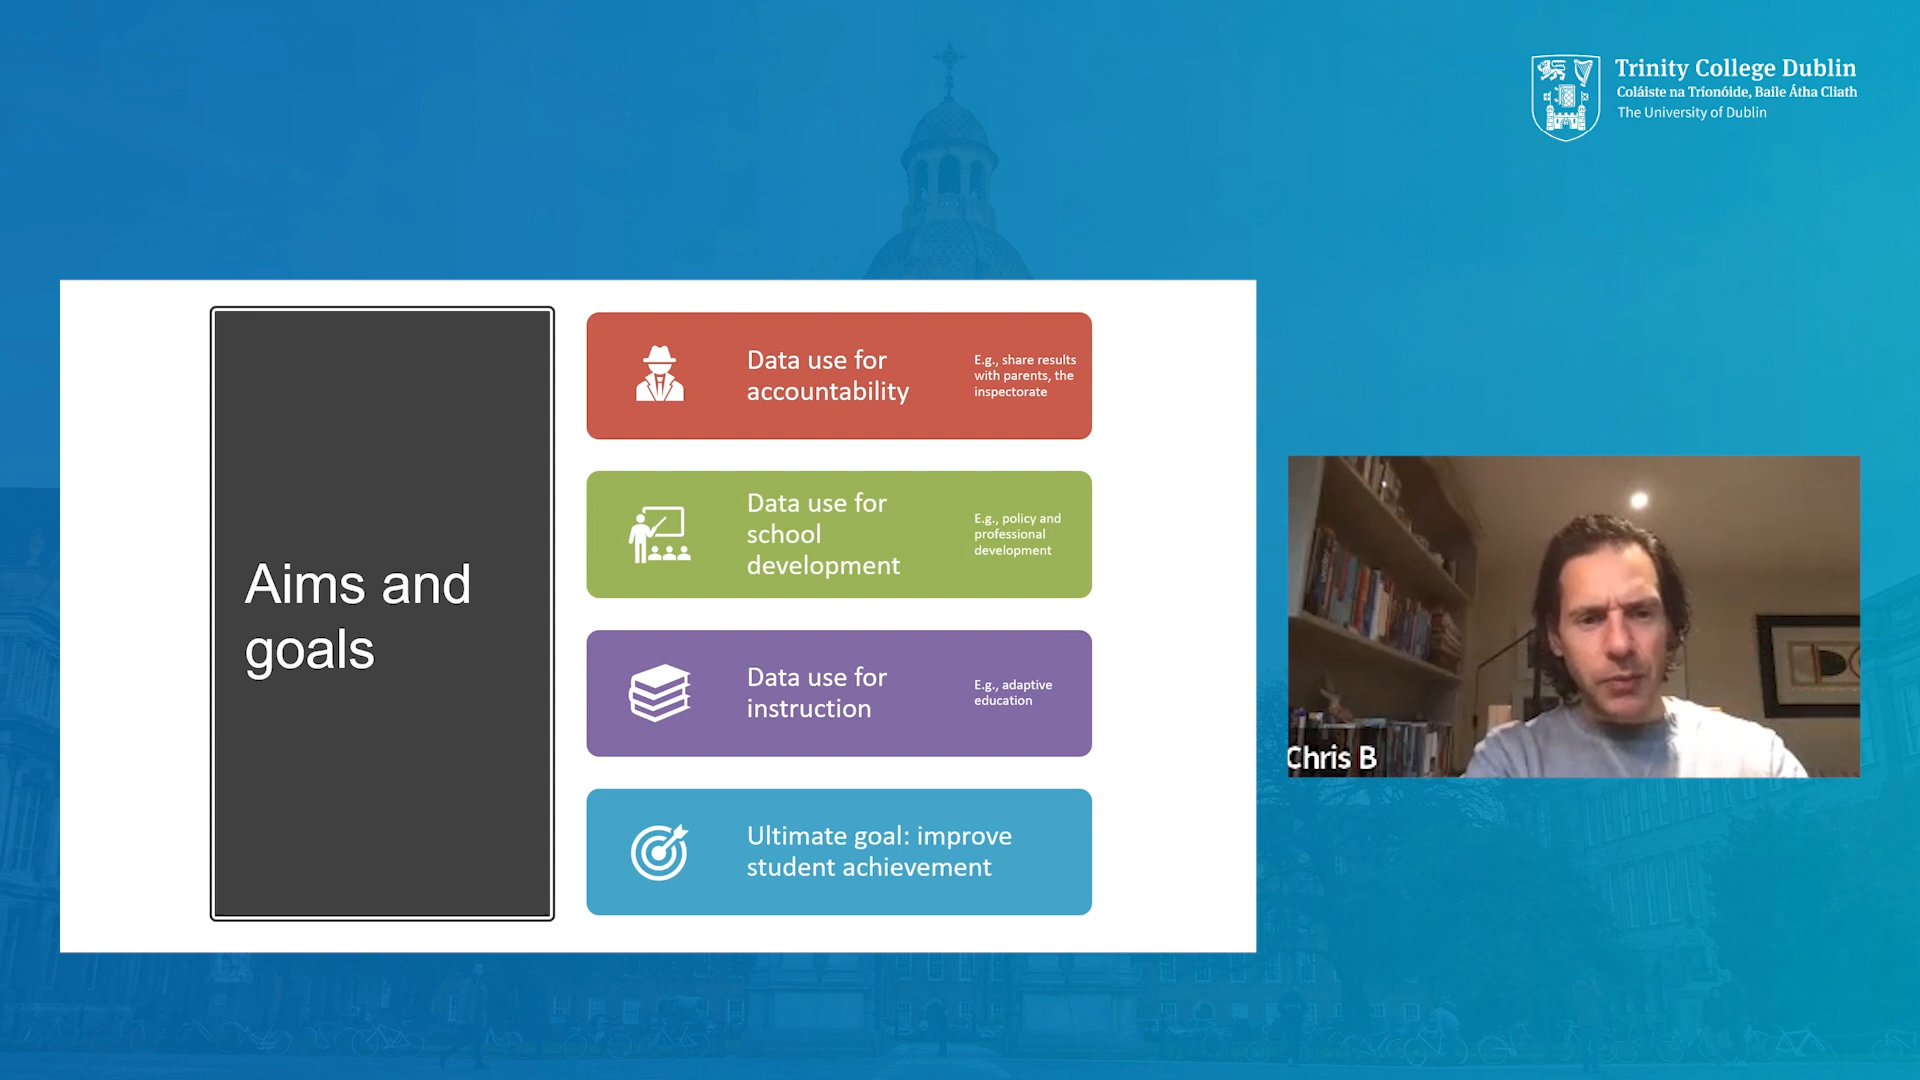 Trinity College Dublin
Coláiste na Tríonóide, Baile Átha Cliath
The University of Dublin
Aims and
goals
Data use for
accountability
E.g., share results
with parents, the
inspectorate
Data use for
school
development
E.g., policy and
professional
development
Data use for
instruction
E.g., adaptive
education
Ultimate goal: improve
student achievement
Chris B